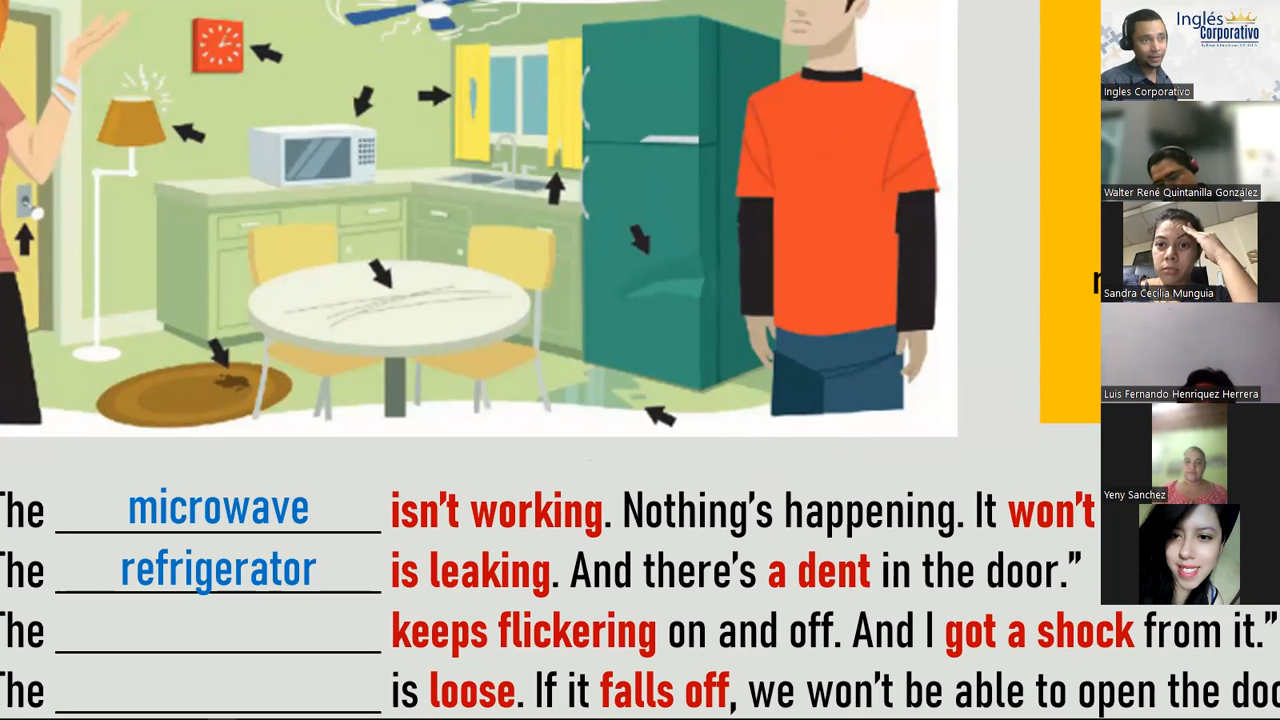 Inglés
Corporativo
Ingles Corporativo
Walter René Quintanilla González
Sandra Cecilia Munguia
Luis Fernando Henriquez Herrera
Yeny Sanchez
The microwave isn't working. Nothing's happening. It won't
The refrigerator is leaking. And there's a dent in the door.”
The ____ keeps flickering on and off. And I got a shock from it.”
The ____ is loose. If it falls off, we won't be able to open the doo